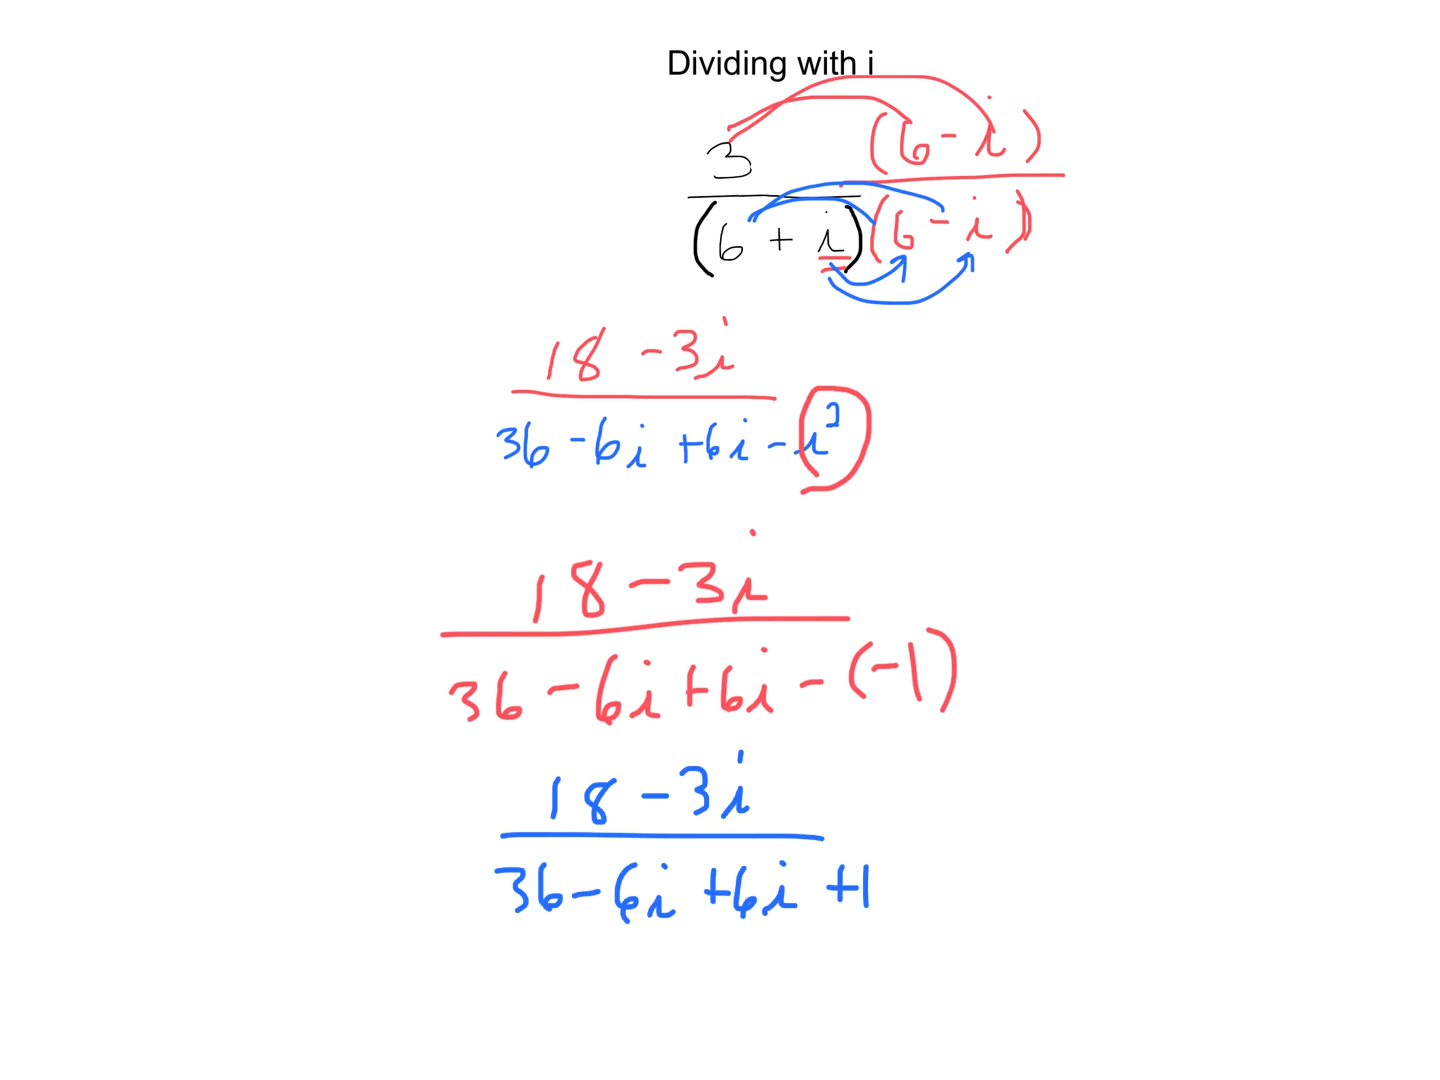 Dividing with i
3 (6 - i)
(6 + i) (6 - i)
18 - 3i
36 - 6i + 6i - i²
18 - 3i
36 - 6i + 6i - (-1)
18 - 3i
36 - 6i + 6i + 1